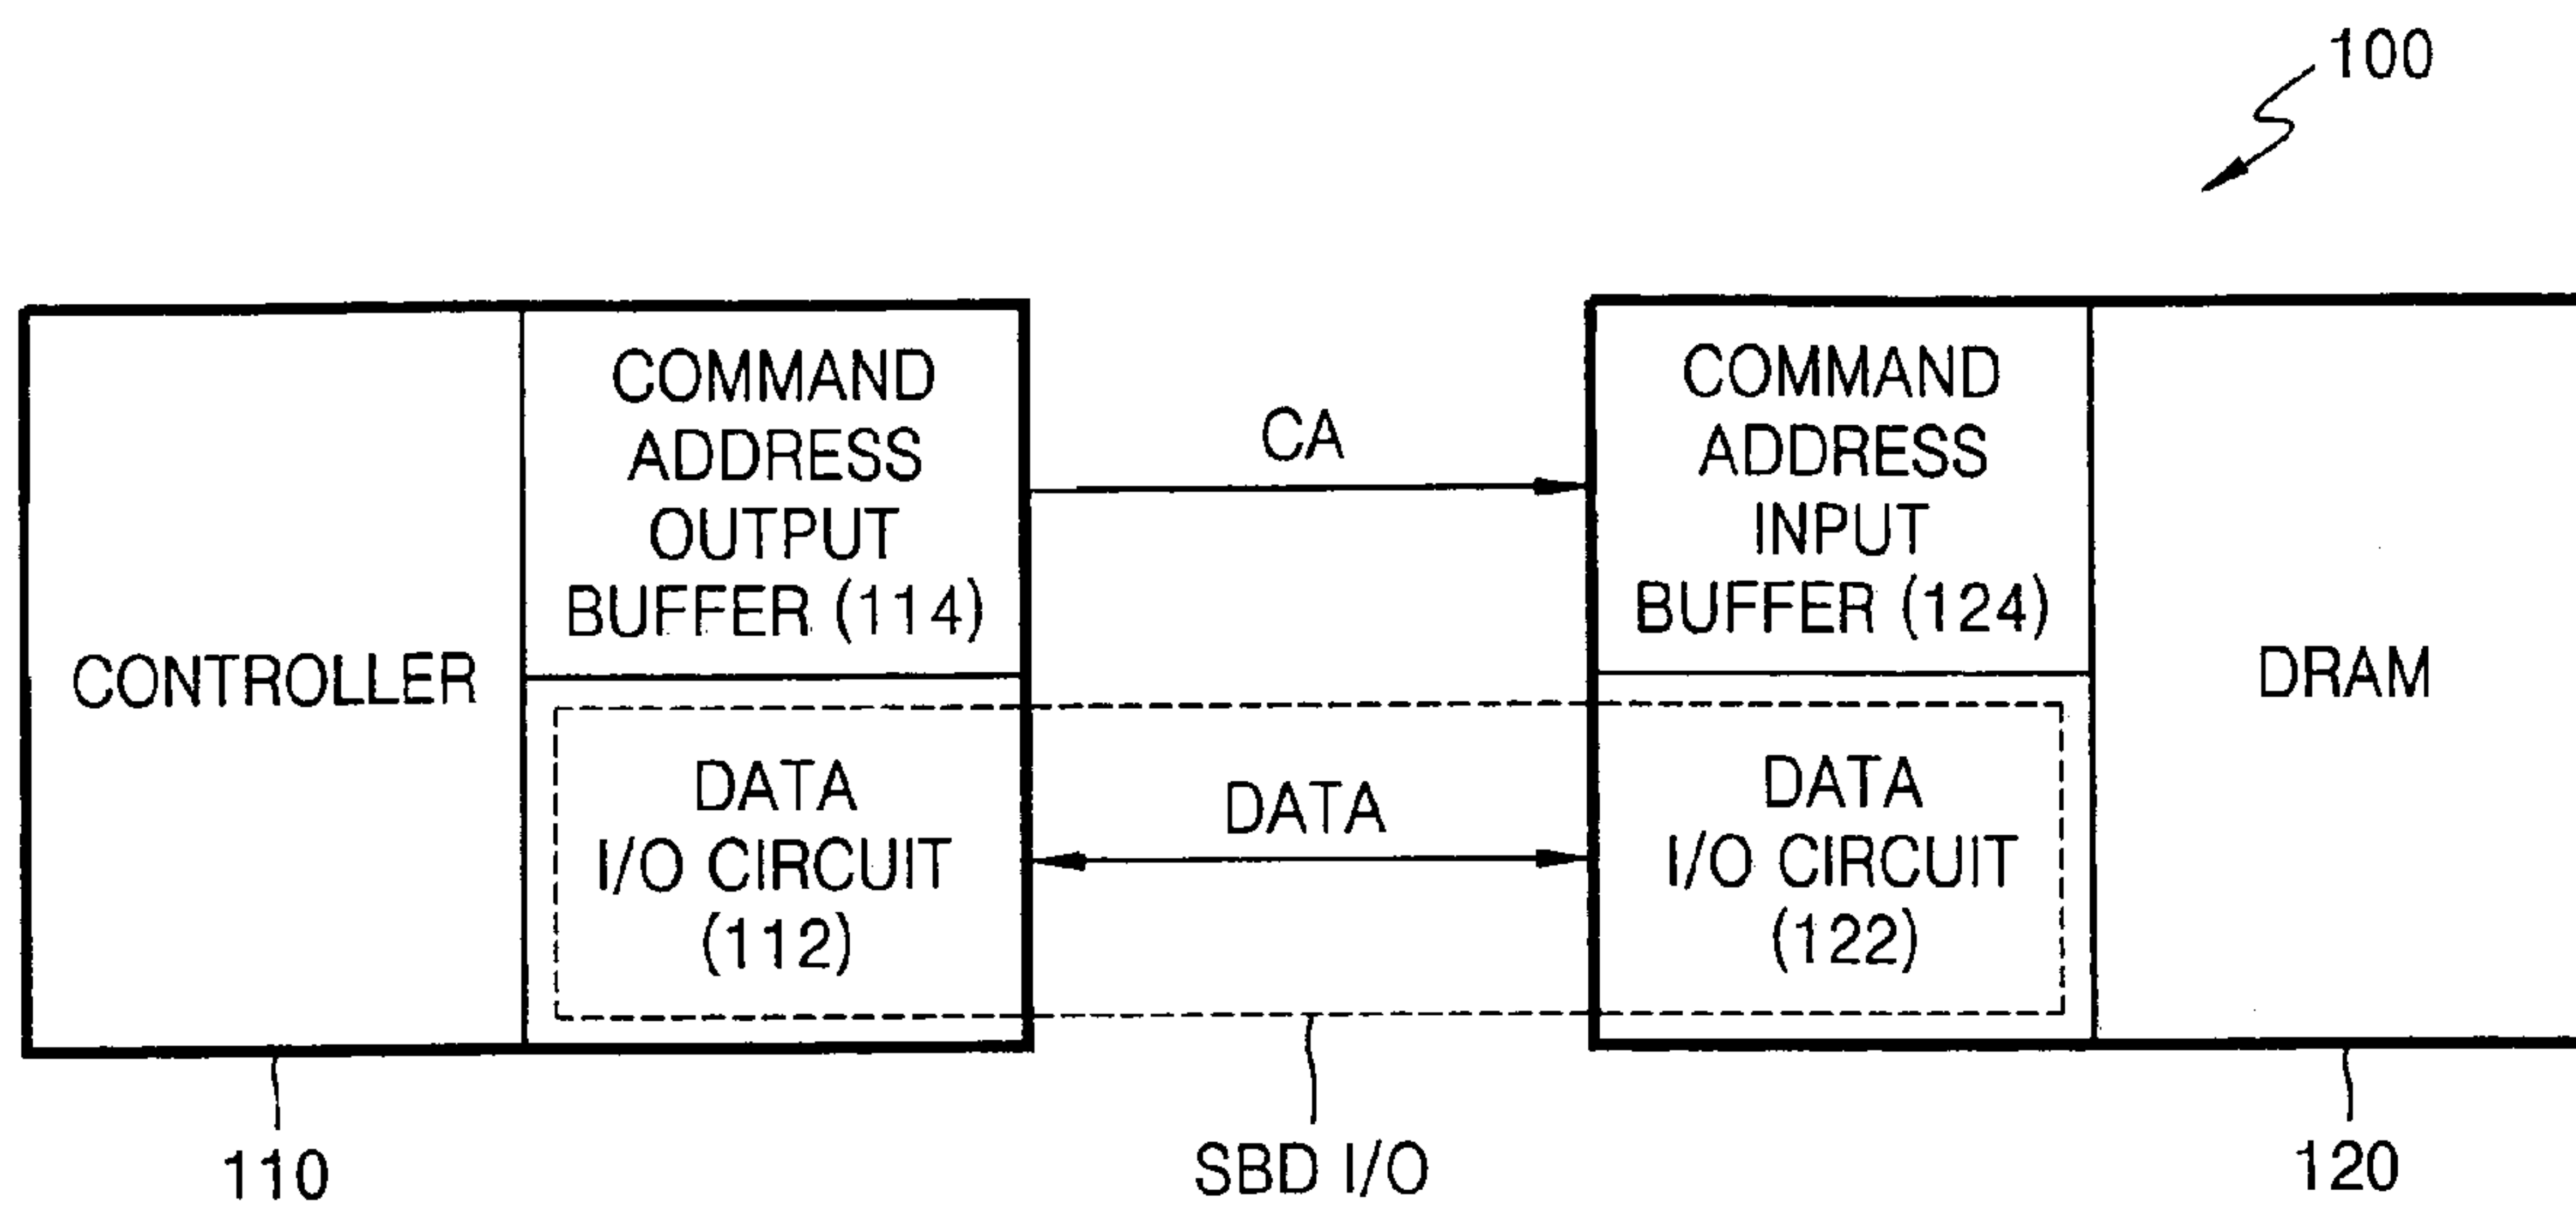 100
COMMAND
ADDRESS
OUTPUT
BUFFER (114)
CA
COMMAND
ADDRESS
INPUT
BUFFER (124)
CONTROLLER
DRAM
DATA
I/O CIRCUIT
(112)
DATA
DATA
I/O CIRCUIT
(122)
110
SBD I/O
120